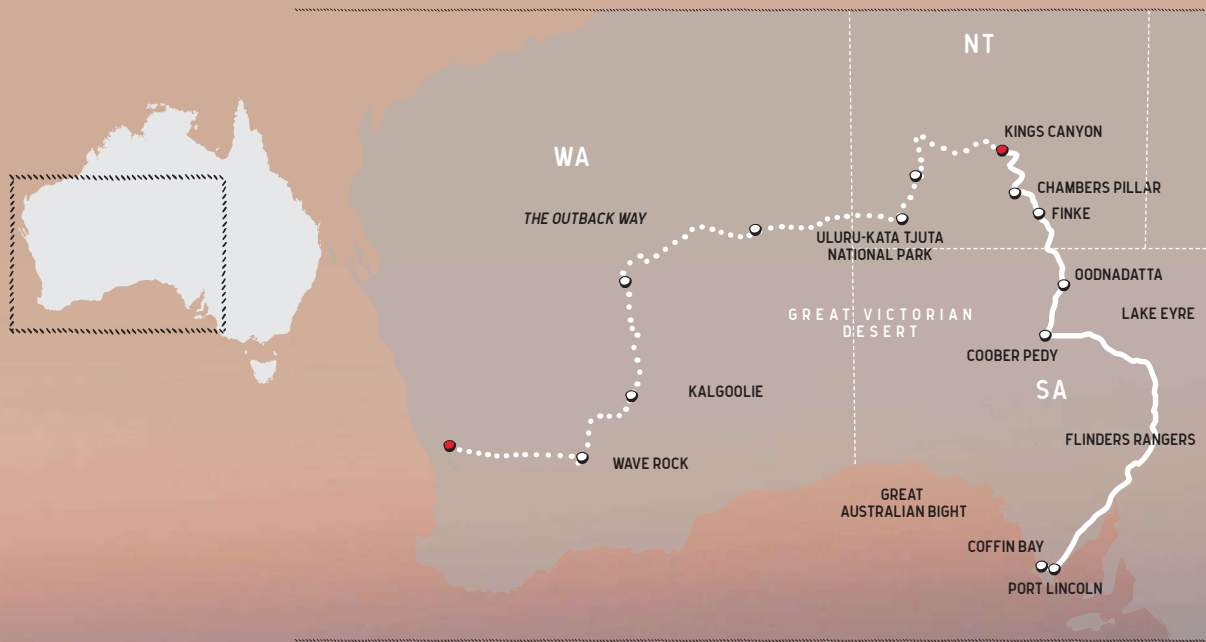 NT
KINGS CANYON
WA
CHAMBERS PILLAR
FINKE
THE OUTBACK WAY
ULURU-KATA TJUTA
NATIONAL PARK
OODNADATTA
GREAT VICTORIAN
DESERT
LAKE EYRE
COOBER PEDY
SA
KALGOOLIE
FLINDERS RANGERS
WAVE ROCK
GREAT
AUSTRALIAN BIGHT
COFFIN BAY
PORT LINCOLN